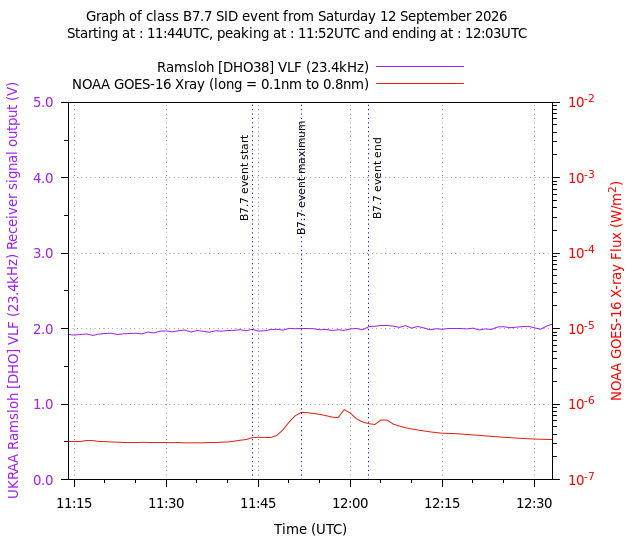 Graph of class B7.7 SID event from Saturday 12 September 2026
Starting at : 11:44UTC, peaking at : 11:52UTC and ending at : 12:03UTC
Ramsloh [DHO38] VLF (23.4kHz)
NOAA GOES-16 Xray (long = 0.1nm to 0.8nm)
UKRAA Ramsloh [DHO] VLF (23.4kHz) Receiver signal output (V)
5.0
4.0
3.0
2.0
1.0
0.0
B7.7 event start
B7.7 event maximum
B7.7 event end
10^-2
10^-3
10^-4
10^-5
10^-6
10^-7
NOAA GOES-16 X-ray Flux (W/m²)
11:15 11:30 11:45 12:00 12:15 12:30
Time (UTC)